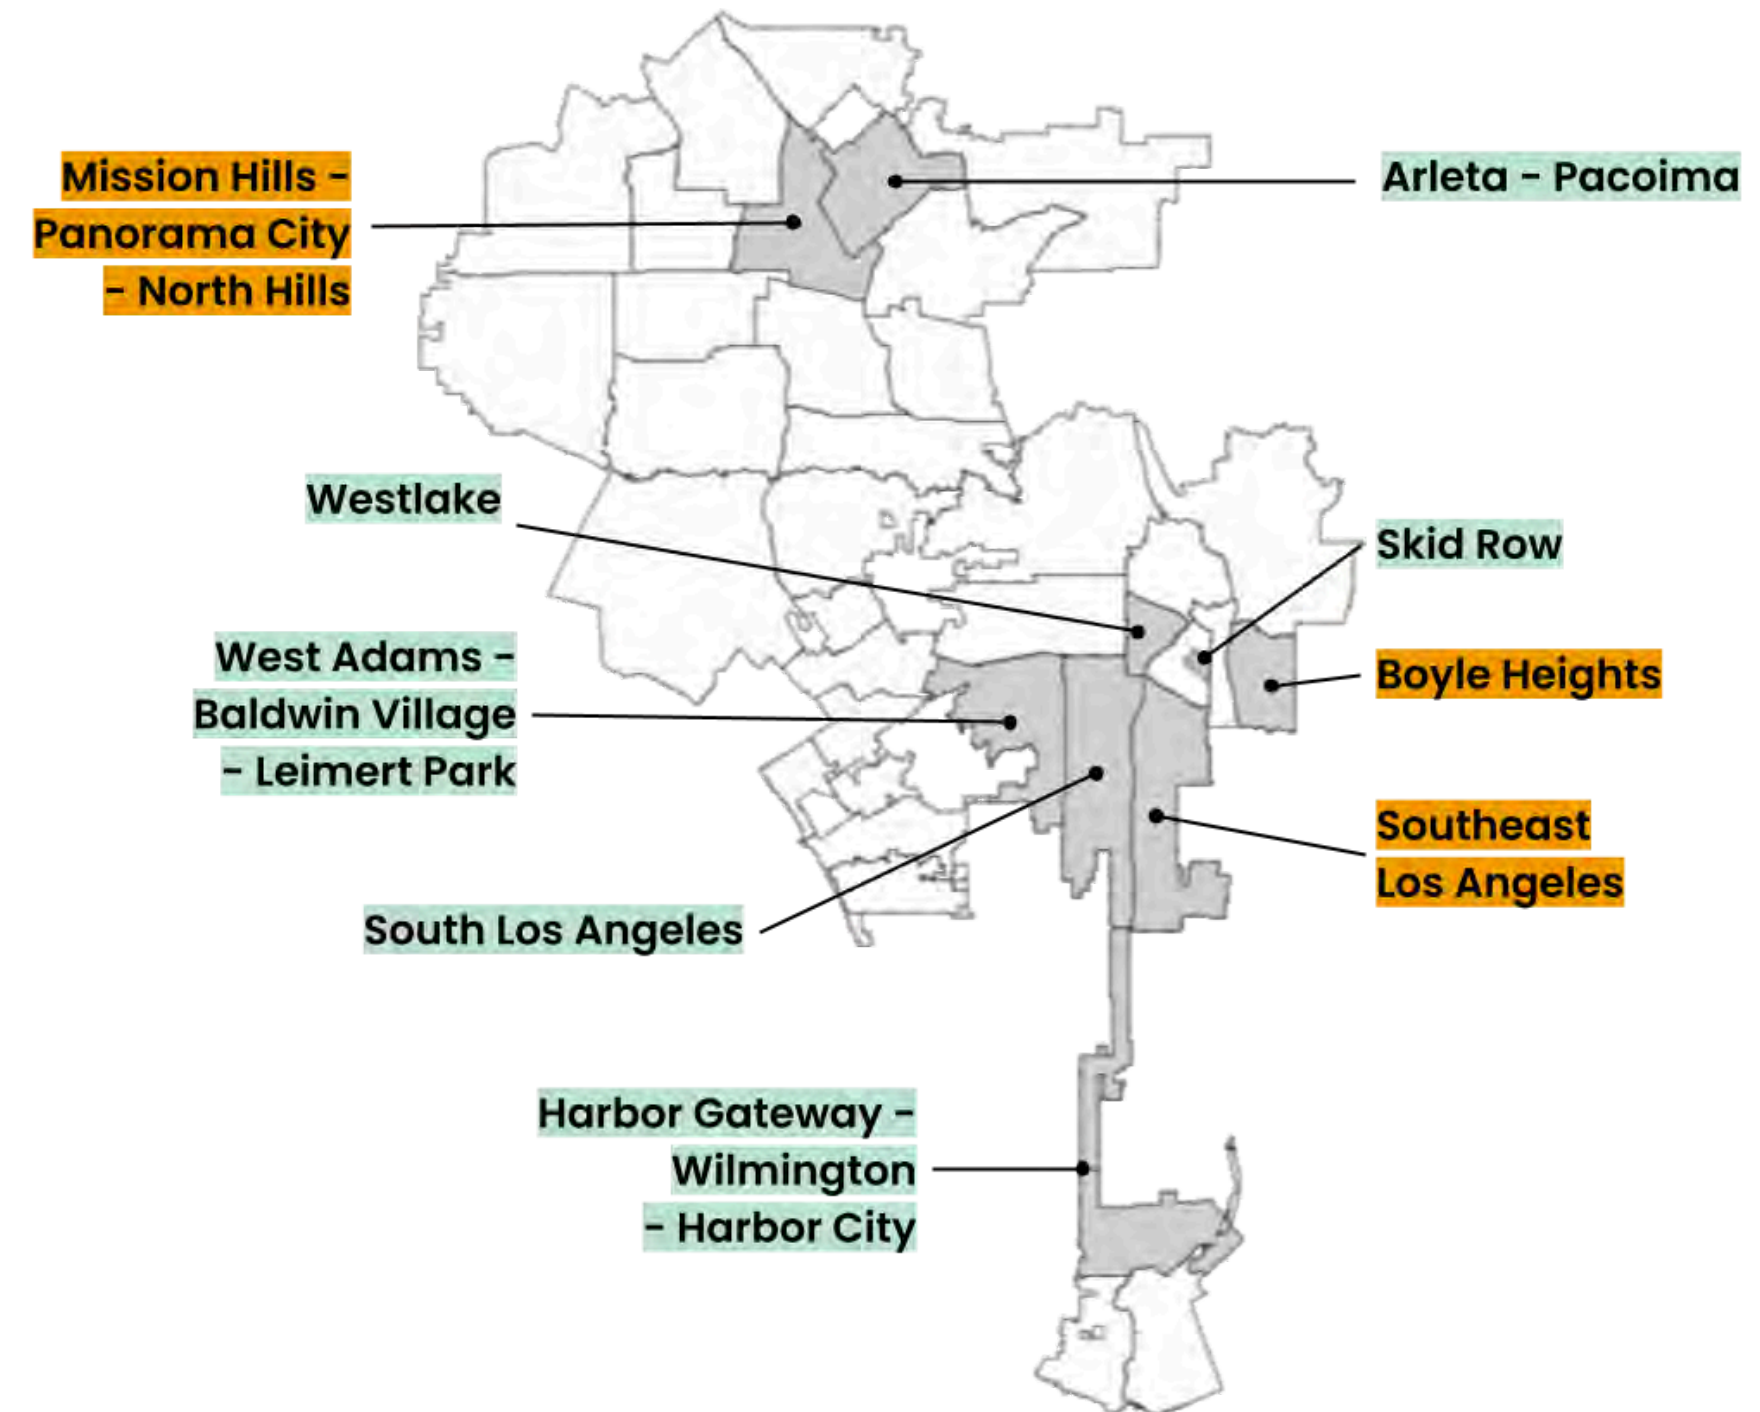 Mission Hills -
Panorama City
- North Hills
Arleta - Pacoima
Westlake
Skid Row
West Adams -
Baldwin Village
- Leimert Park
Boyle Heights
Southeast
Los Angeles
South Los Angeles
Harbor Gateway -
Wilmington
- Harbor City